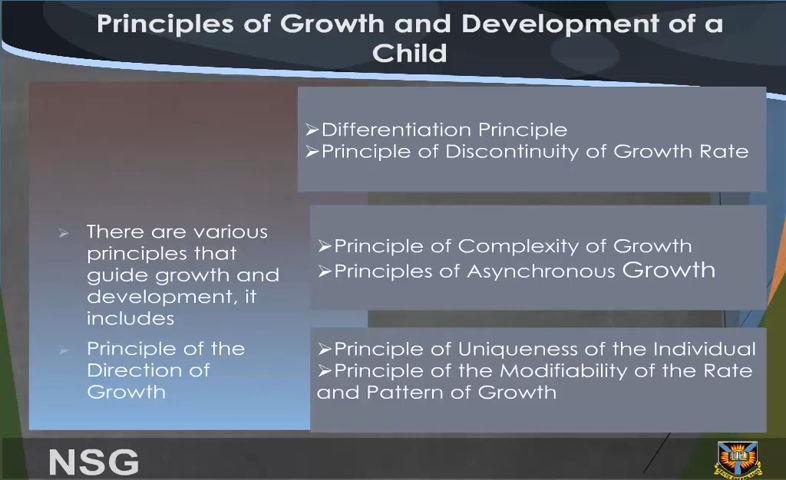 Principles of Growth and Development of a
Child
➢Differentiation Principle
➢Principle of Discontinuity of Growth Rate
➢ There are various
principles that
guide growth and
development, it
includes
➢ Principle of the
Direction of
Growth
➢Principle of Complexity of Growth
➢Principles of Asynchronous Growth
➢Principle of Uniqueness of the Individual
➢Principle of the Modifiability of the Rate
and Pattern of Growth
NSG